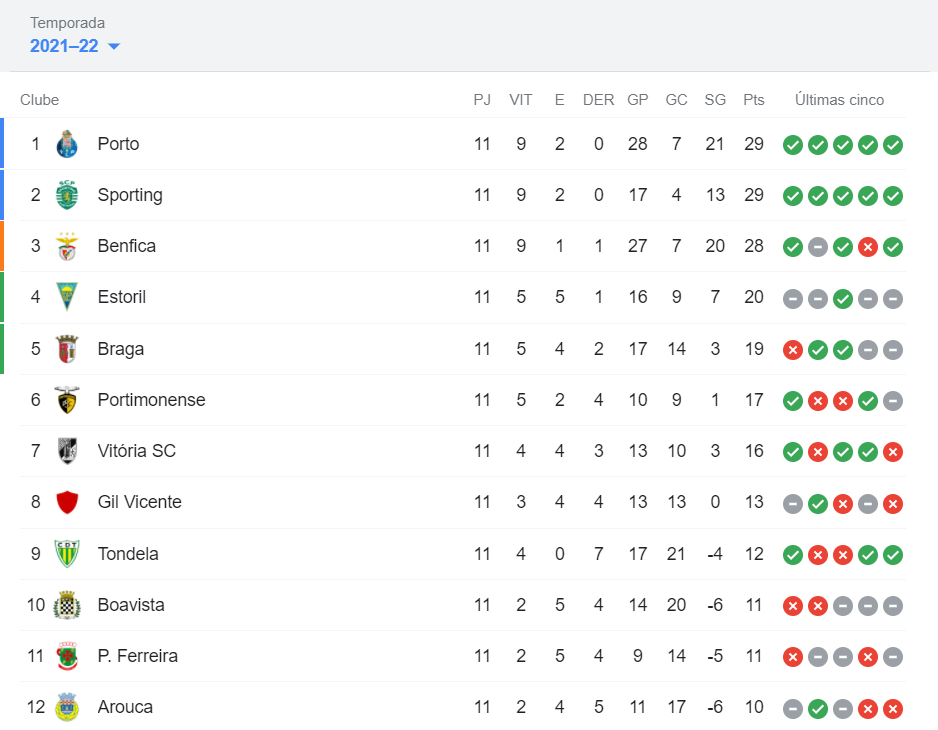 Temporada
2021–22
Clube PJ VIT E DER GP GC SG Pts Últimas cinco
1 Porto 11 9 2 0 28 7 21 29
2 Sporting 11 9 2 0 17 4 13 29
3 Benfica 11 9 1 1 27 7 20 28
4 Estoril 11 5 5 1 16 9 7 20
5 Braga 11 5 4 2 17 14 3 19
6 Portimonense 11 5 2 4 10 9 1 17
7 Vitória SC 11 4 4 3 13 10 3 16
8 Gil Vicente 11 3 4 4 13 13 0 13
9 CDT Tondela 11 4 0 7 17 21 -4 12
10 Boavista 11 2 5 4 14 20 -6 11
11 P. Ferreira 11 2 5 4 9 14 -5 11
12 Arouca 11 2 4 5 11 17 -6 10